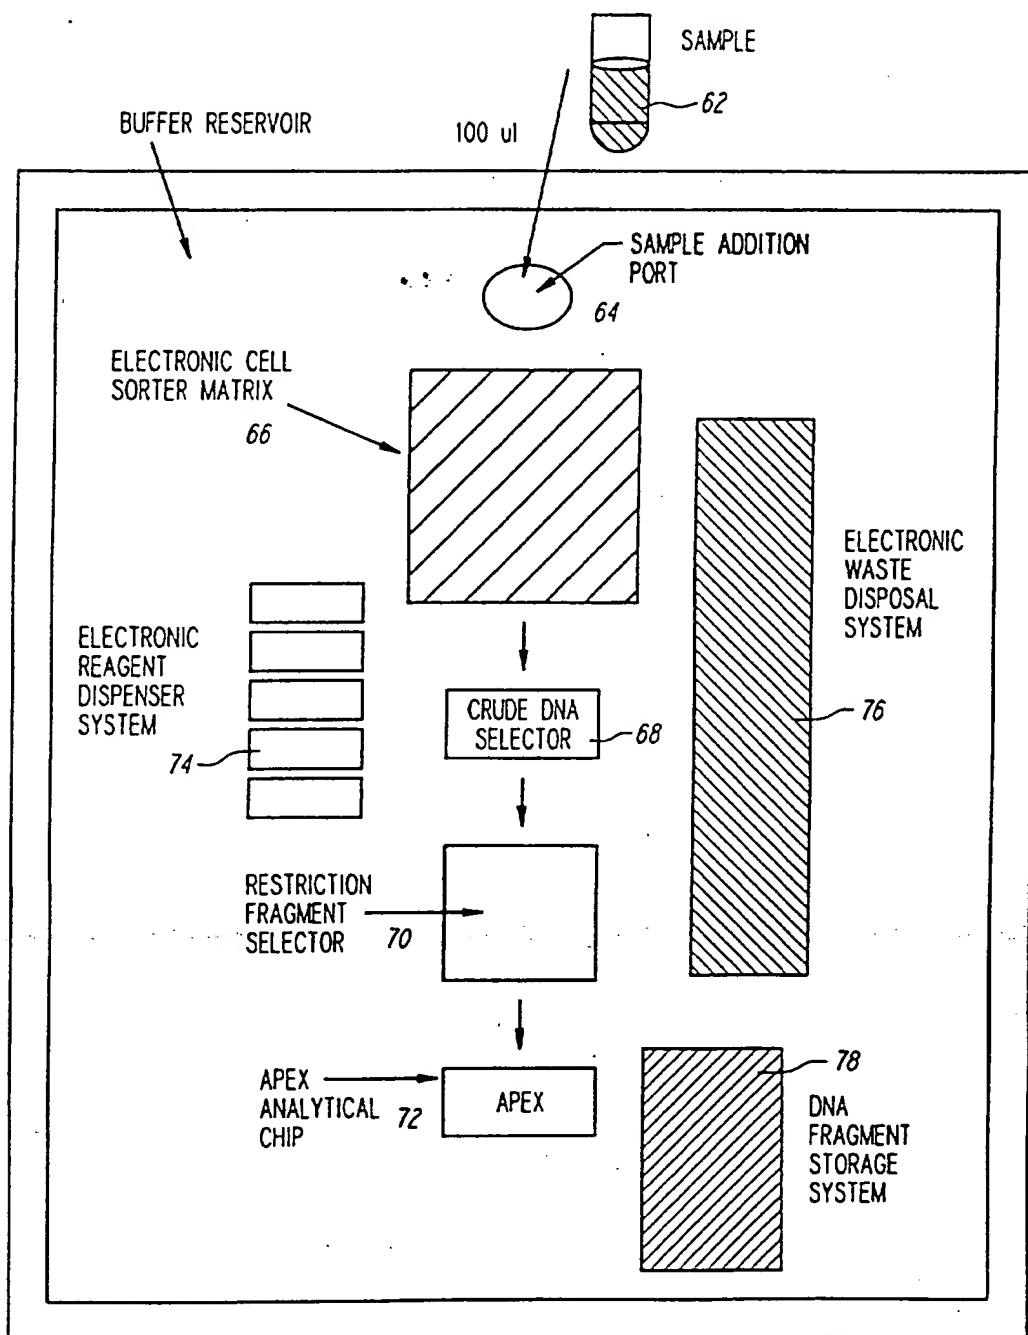 SAMPLE
62
BUFFER RESERVOIR
100 ul
SAMPLE ADDITION
PORT
64
ELECTRONIC CELL
SORTER MATRIX
66
ELECTRONIC
WASTE
DISPOSAL
SYSTEM
76
ELECTRONIC
REAGENT
DISPENSER
SYSTEM
74
CRUDE DNA
SELECTOR
68
RESTRICTION
FRAGMENT
SELECTOR
70
APEX
ANALYTICAL
CHIP
72
APEX
78
DNA
FRAGMENT
STORAGE
SYSTEM